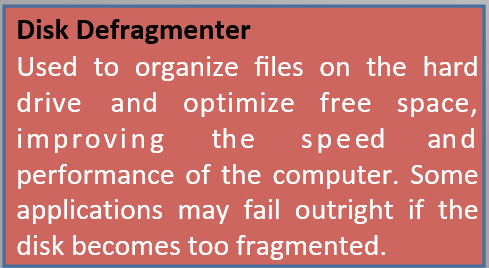 Disk Defragmenter
Used to organize files on the hard
drive and optimize free space,
improving the speed and
performance of the computer. Some
applications may fail outright if the
disk becomes too fragmented.